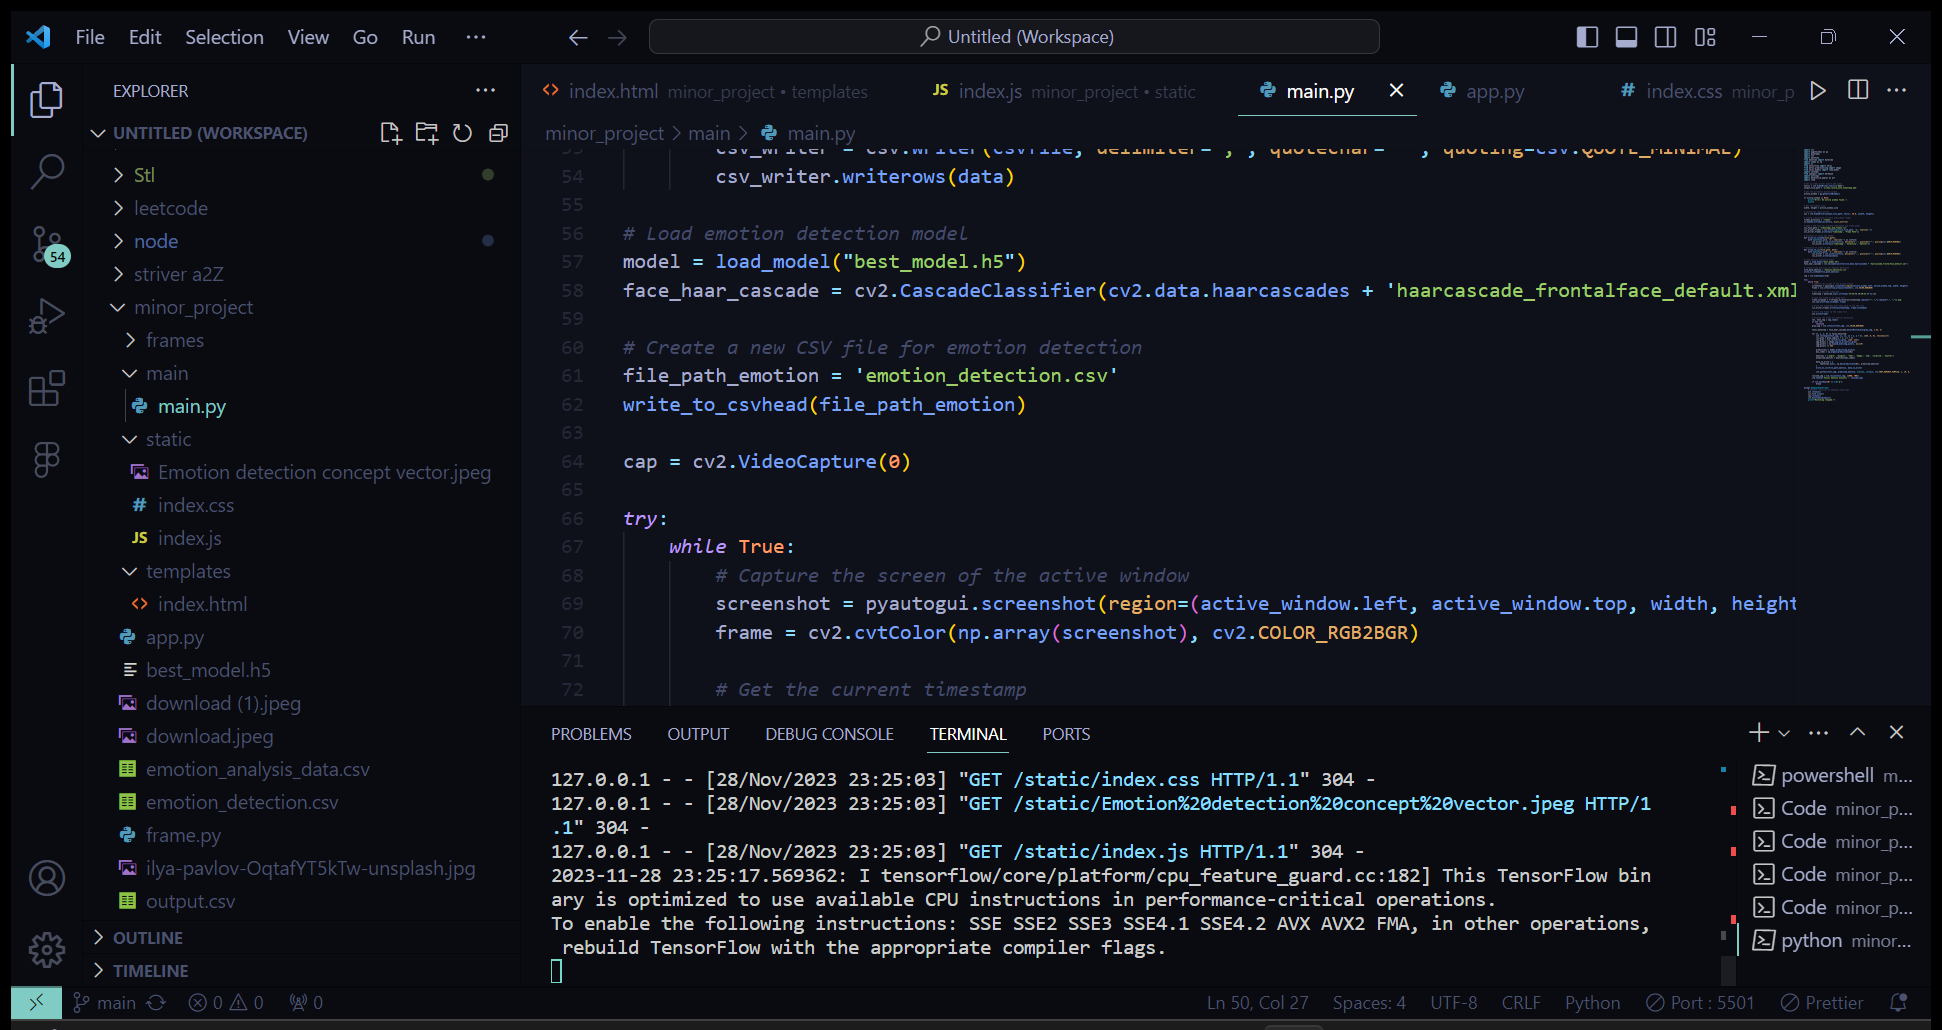 File Edit Selection View Go Run ···
Untitled (Workspace)
EXPLORER ···
index.html minor_project • templates
JS index.js minor_project • static
main.py
app.py
# index.css minor_p
UNTITLED (WORKSPACE)
minor_project > main > main.py
Stl
leetcode
node
striver a2Z
minor_project
frames
main
main.py
static
Emotion detection concept vector.jpeg
# index.css
JS index.js
templates
index.html
app.py
best_model.h5
download (1).jpeg
download.jpeg
emotion_analysis_data.csv
emotion_detection.csv
frame.py
ilya-pavlov-OqtafYT5kTw-unsplash.jpg
output.csv
OUTLINE
TIMELINE
54
53 csv_writer = csv.writer(csvfile, delimiter=',', quotechar= , quoting=csv.QUOTE_MINIMAL)
54 csv_writer.writerows(data)
55
56 # Load emotion detection model
57 model = load_model("best_model.h5")
58 face_haar_cascade = cv2.CascadeClassifier(cv2.data.haarcascades + 'haarcascade_frontalface_default.xml
59
60 # Create a new CSV file for emotion detection
61 file_path_emotion = 'emotion_detection.csv'
62 write_to_csvhead(file_path_emotion)
63
64 cap = cv2.VideoCapture(0)
65
66 try:
67 while True:
68 # Capture the screen of the active window
69 screenshot = pyautogui.screenshot(region=(active_window.left, active_window.top, width, height
70 frame = cv2.cvtColor(np.array(screenshot), cv2.COLOR_RGB2BGR)
71
72 # Get the current timestamp
PROBLEMS OUTPUT DEBUG CONSOLE TERMINAL PORTS
127.0.0.1 - - [28/Nov/2023 23:25:03] "GET /static/index.css HTTP/1.1" 304 -
127.0.0.1 - - [28/Nov/2023 23:25:03] "GET /static/Emotion%20detection%20concept%20vector.jpeg HTTP/1
.1" 304 -
127.0.0.1 - - [28/Nov/2023 23:25:03] "GET /static/index.js HTTP/1.1" 304 -
2023-11-28 23:25:17.569362: I tensorflow/core/platform/cpu_feature_guard.cc:182] This TensorFlow bin
ary is optimized to use available CPU instructions in performance-critical operations.
To enable the following instructions: SSE SSE2 SSE3 SSE4.1 SSE4.2 AVX AVX2 FMA, in other operations,
rebuild TensorFlow with the appropriate compiler flags.
powershell m...
Code minor_p...
Code minor_p...
Code minor_p...
Code minor_p...
python minor...
main 0 0 0
Ln 50, Col 27 Spaces: 4 UTF-8 CRLF Python Port : 5501 Prettier